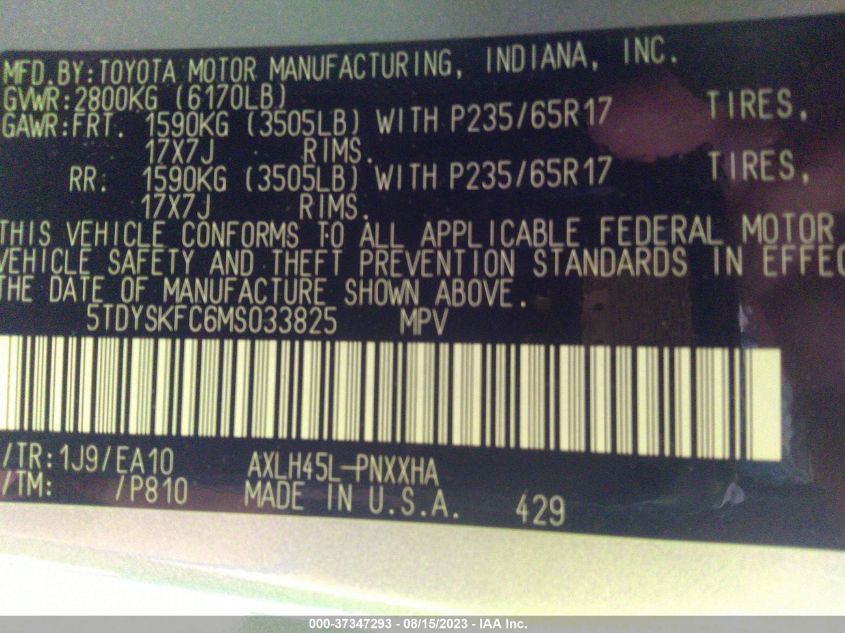 MFD.BY:TOYOTA MOTOR MANUFACTURING, INDIANA, INC.
GVWR:2800KG (6170LB)
GAWR:FRT. 1590KG (3505LB) WITH P235/65R17 TIRES,
17X7J RIMS.
RR: 1590KG (3505LB) WITH P235/65R17 TIRES,
17X7J RIMS.
THIS VEHICLE CONFORMS TO ALL APPLICABLE FEDERAL MOTOR
VEHICLE SAFETY AND THEFT PREVENTION STANDARDS IN EFFEC
THE DATE OF MANUFACTURE SHOWN ABOVE.
5TDYSKFC6MS033825 MPV
/TR:1J9/EA10 AXLH45L-PNXXHA
/TM: /P810 MADE IN U.S.A. 429
000-37347293 - 08/15/2023 - IAA Inc.